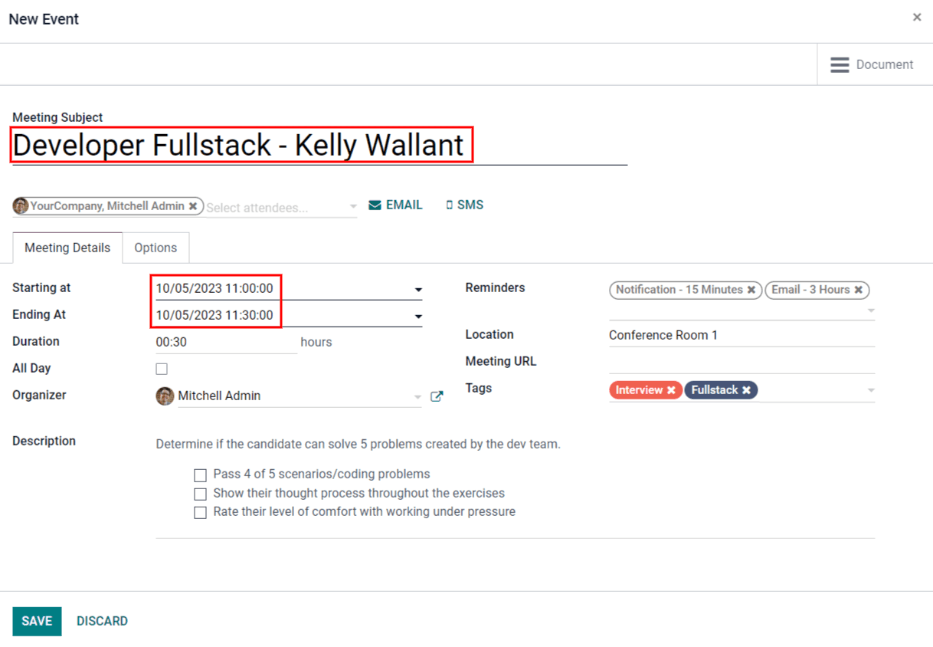 New Event ×
Document
Meeting Subject
Developer Fullstack - Kelly Wallant
YourCompany, Mitchell Admin × Select attendees... EMAIL SMS
Meeting Details Options
Starting at 10/05/2023 11:00:00 Reminders Notification - 15 Minutes × Email - 3 Hours ×
Ending At 10/05/2023 11:30:00
Duration 00:30 hours Location Conference Room 1
All Day Meeting URL
Organizer Mitchell Admin Tags Interview × Fullstack ×
Description Determine if the candidate can solve 5 problems created by the dev team.
Pass 4 of 5 scenarios/coding problems
Show their thought process throughout the exercises
Rate their level of comfort with working under pressure
SAVE DISCARD